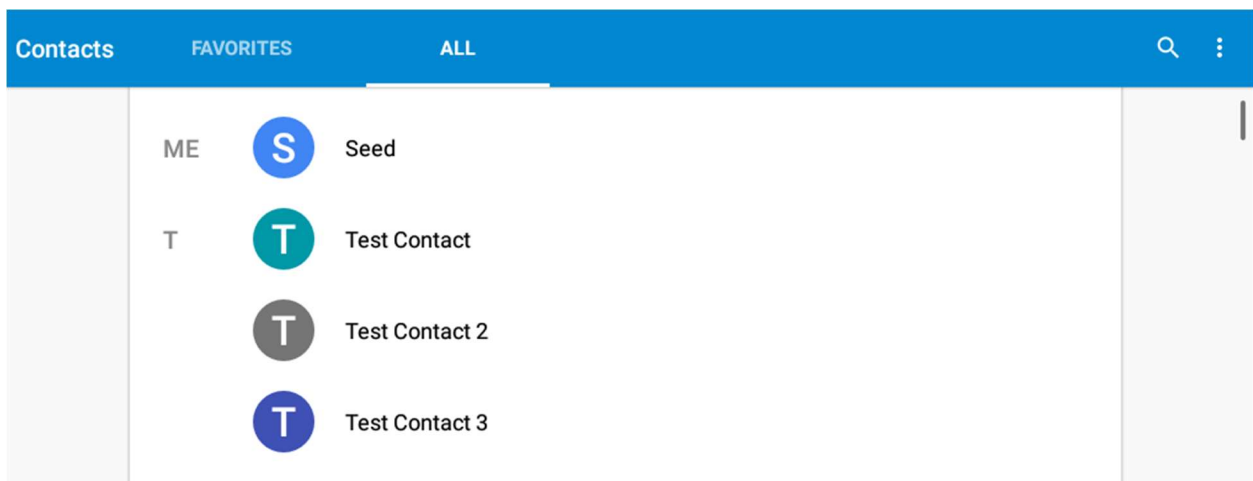 Contacts FAVORITES ALL
ME S Seed
T T Test Contact
T Test Contact 2
T Test Contact 3